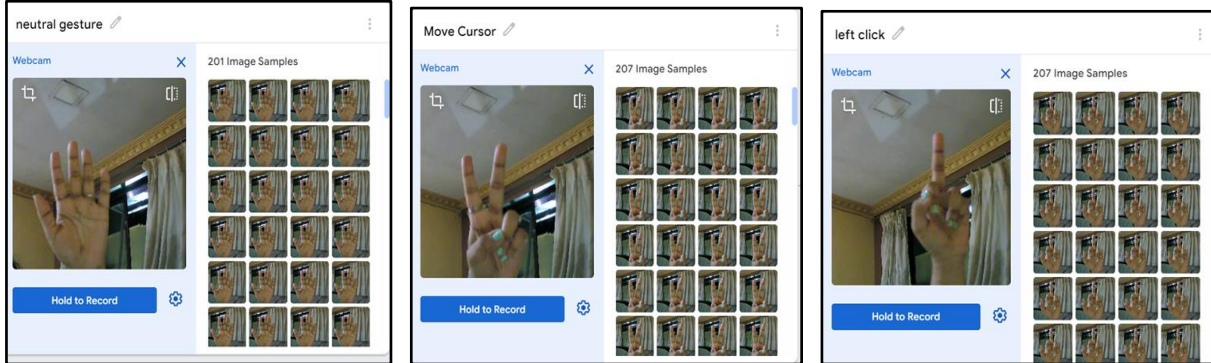 neutral gesture
Webcam
201 Image Samples
Hold to Record
Move Cursor
Webcam
207 Image Samples
Hold to Record
left click
Webcam
207 Image Samples
Hold to Record